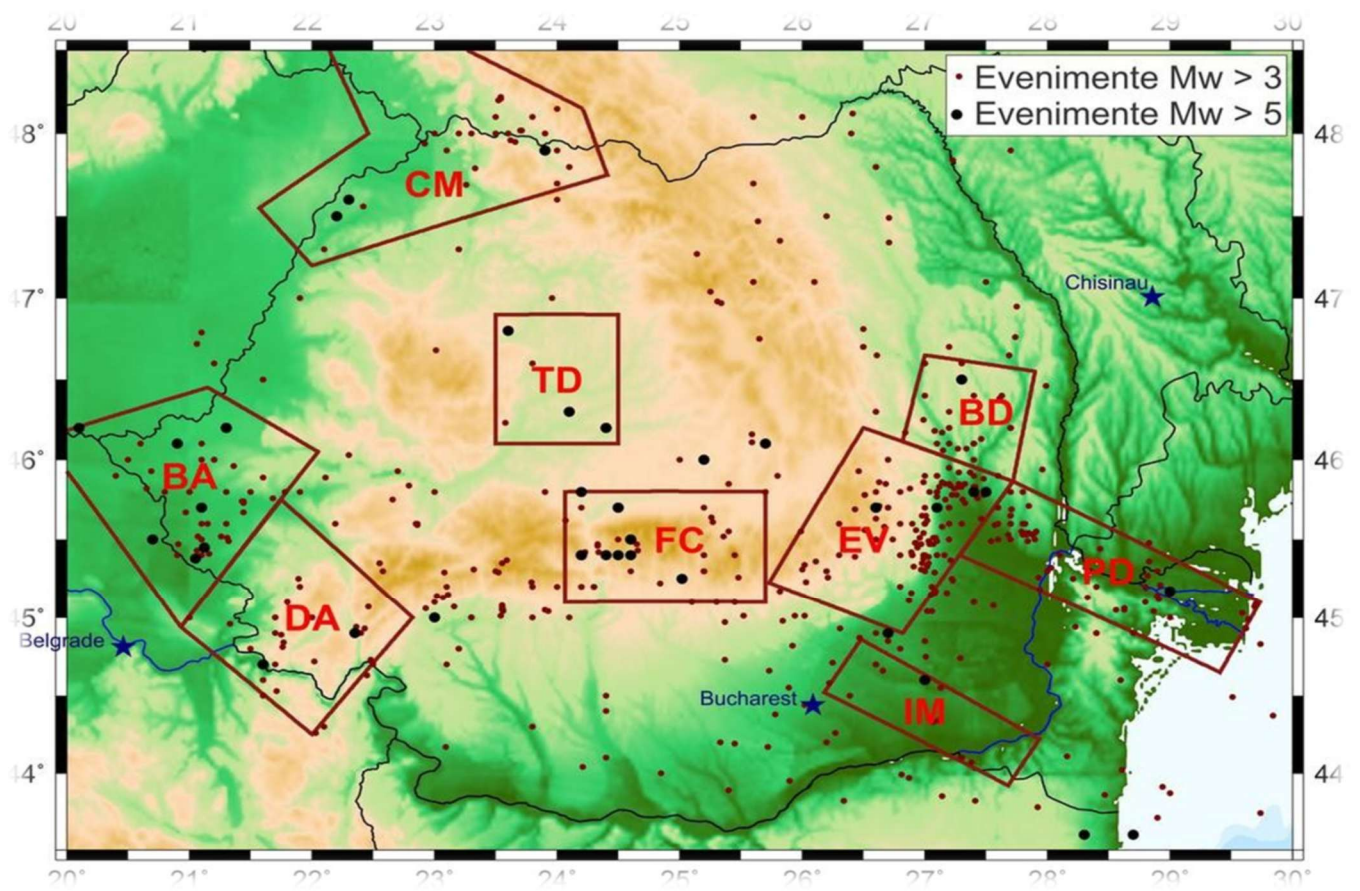 20 21 22 23 24 25 26 27 28 29 30
Evenimente Mw > 3
Evenimente Mw > 5
48° 48
CM
Chisinau
47° 47
TD
BD
46° 46
BA
EV
FC
PD
DA
45° 45
Belgrade
Bucharest
IM
44° 44
20° 21° 22° 23° 24° 25° 26° 27° 28° 29° 30